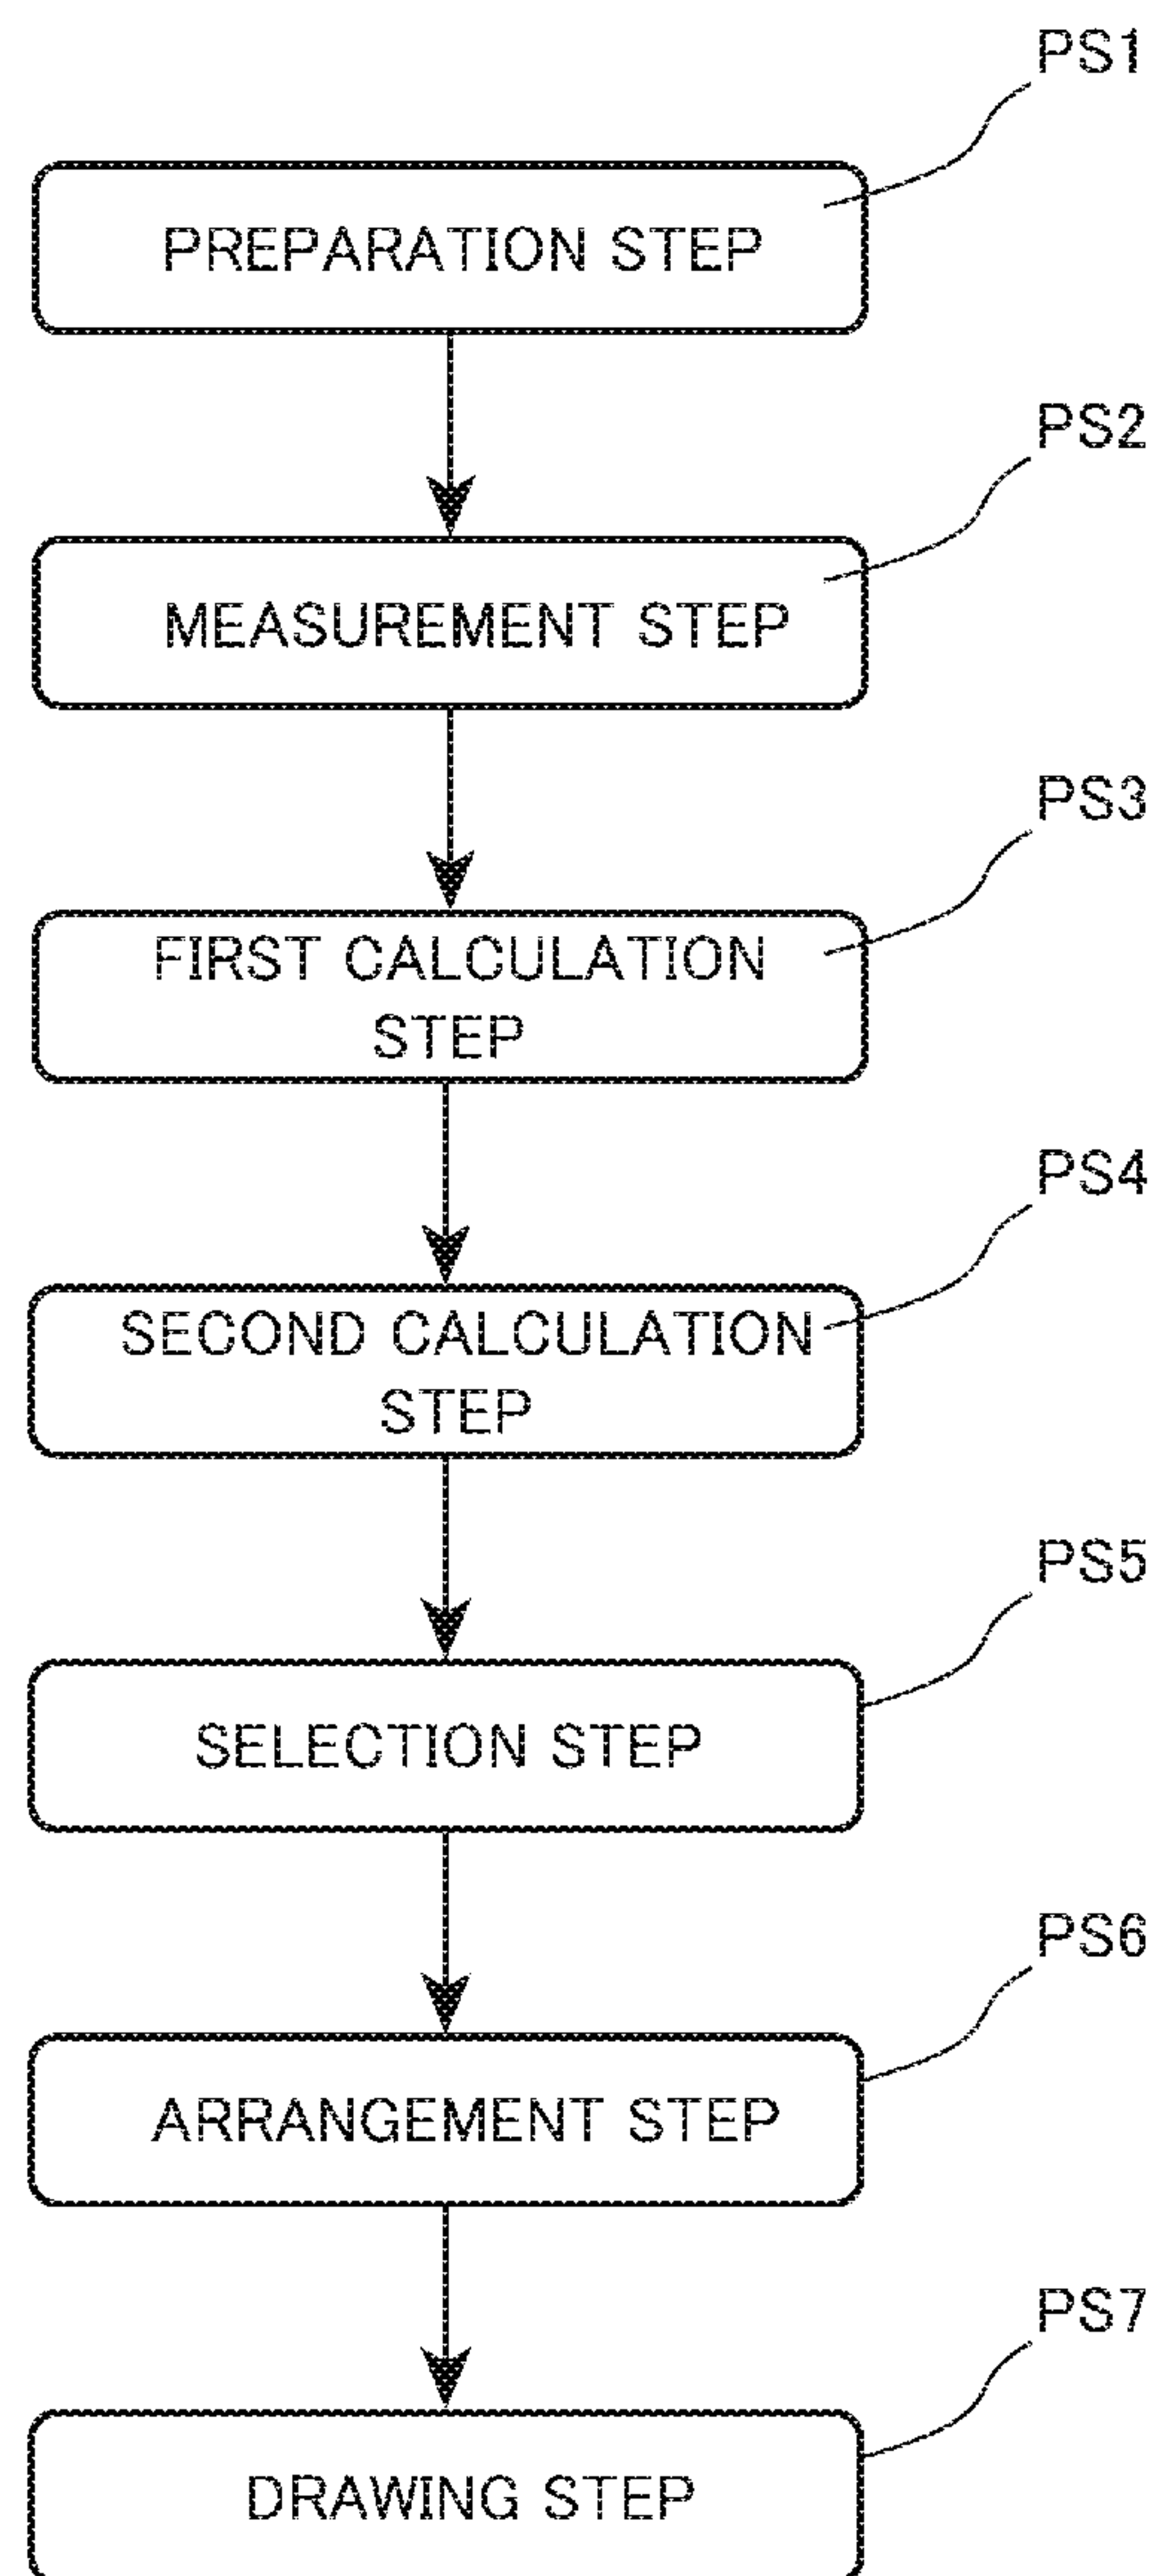 PS1
PREPARATION STEP
PS2
MEASUREMENT STEP
PS3
FIRST CALCULATION
STEP
PS4
SECOND CALCULATION
STEP
PS5
SELECTION STEP
PS6
ARRANGEMENT STEP
PS7
DRAWING STEP